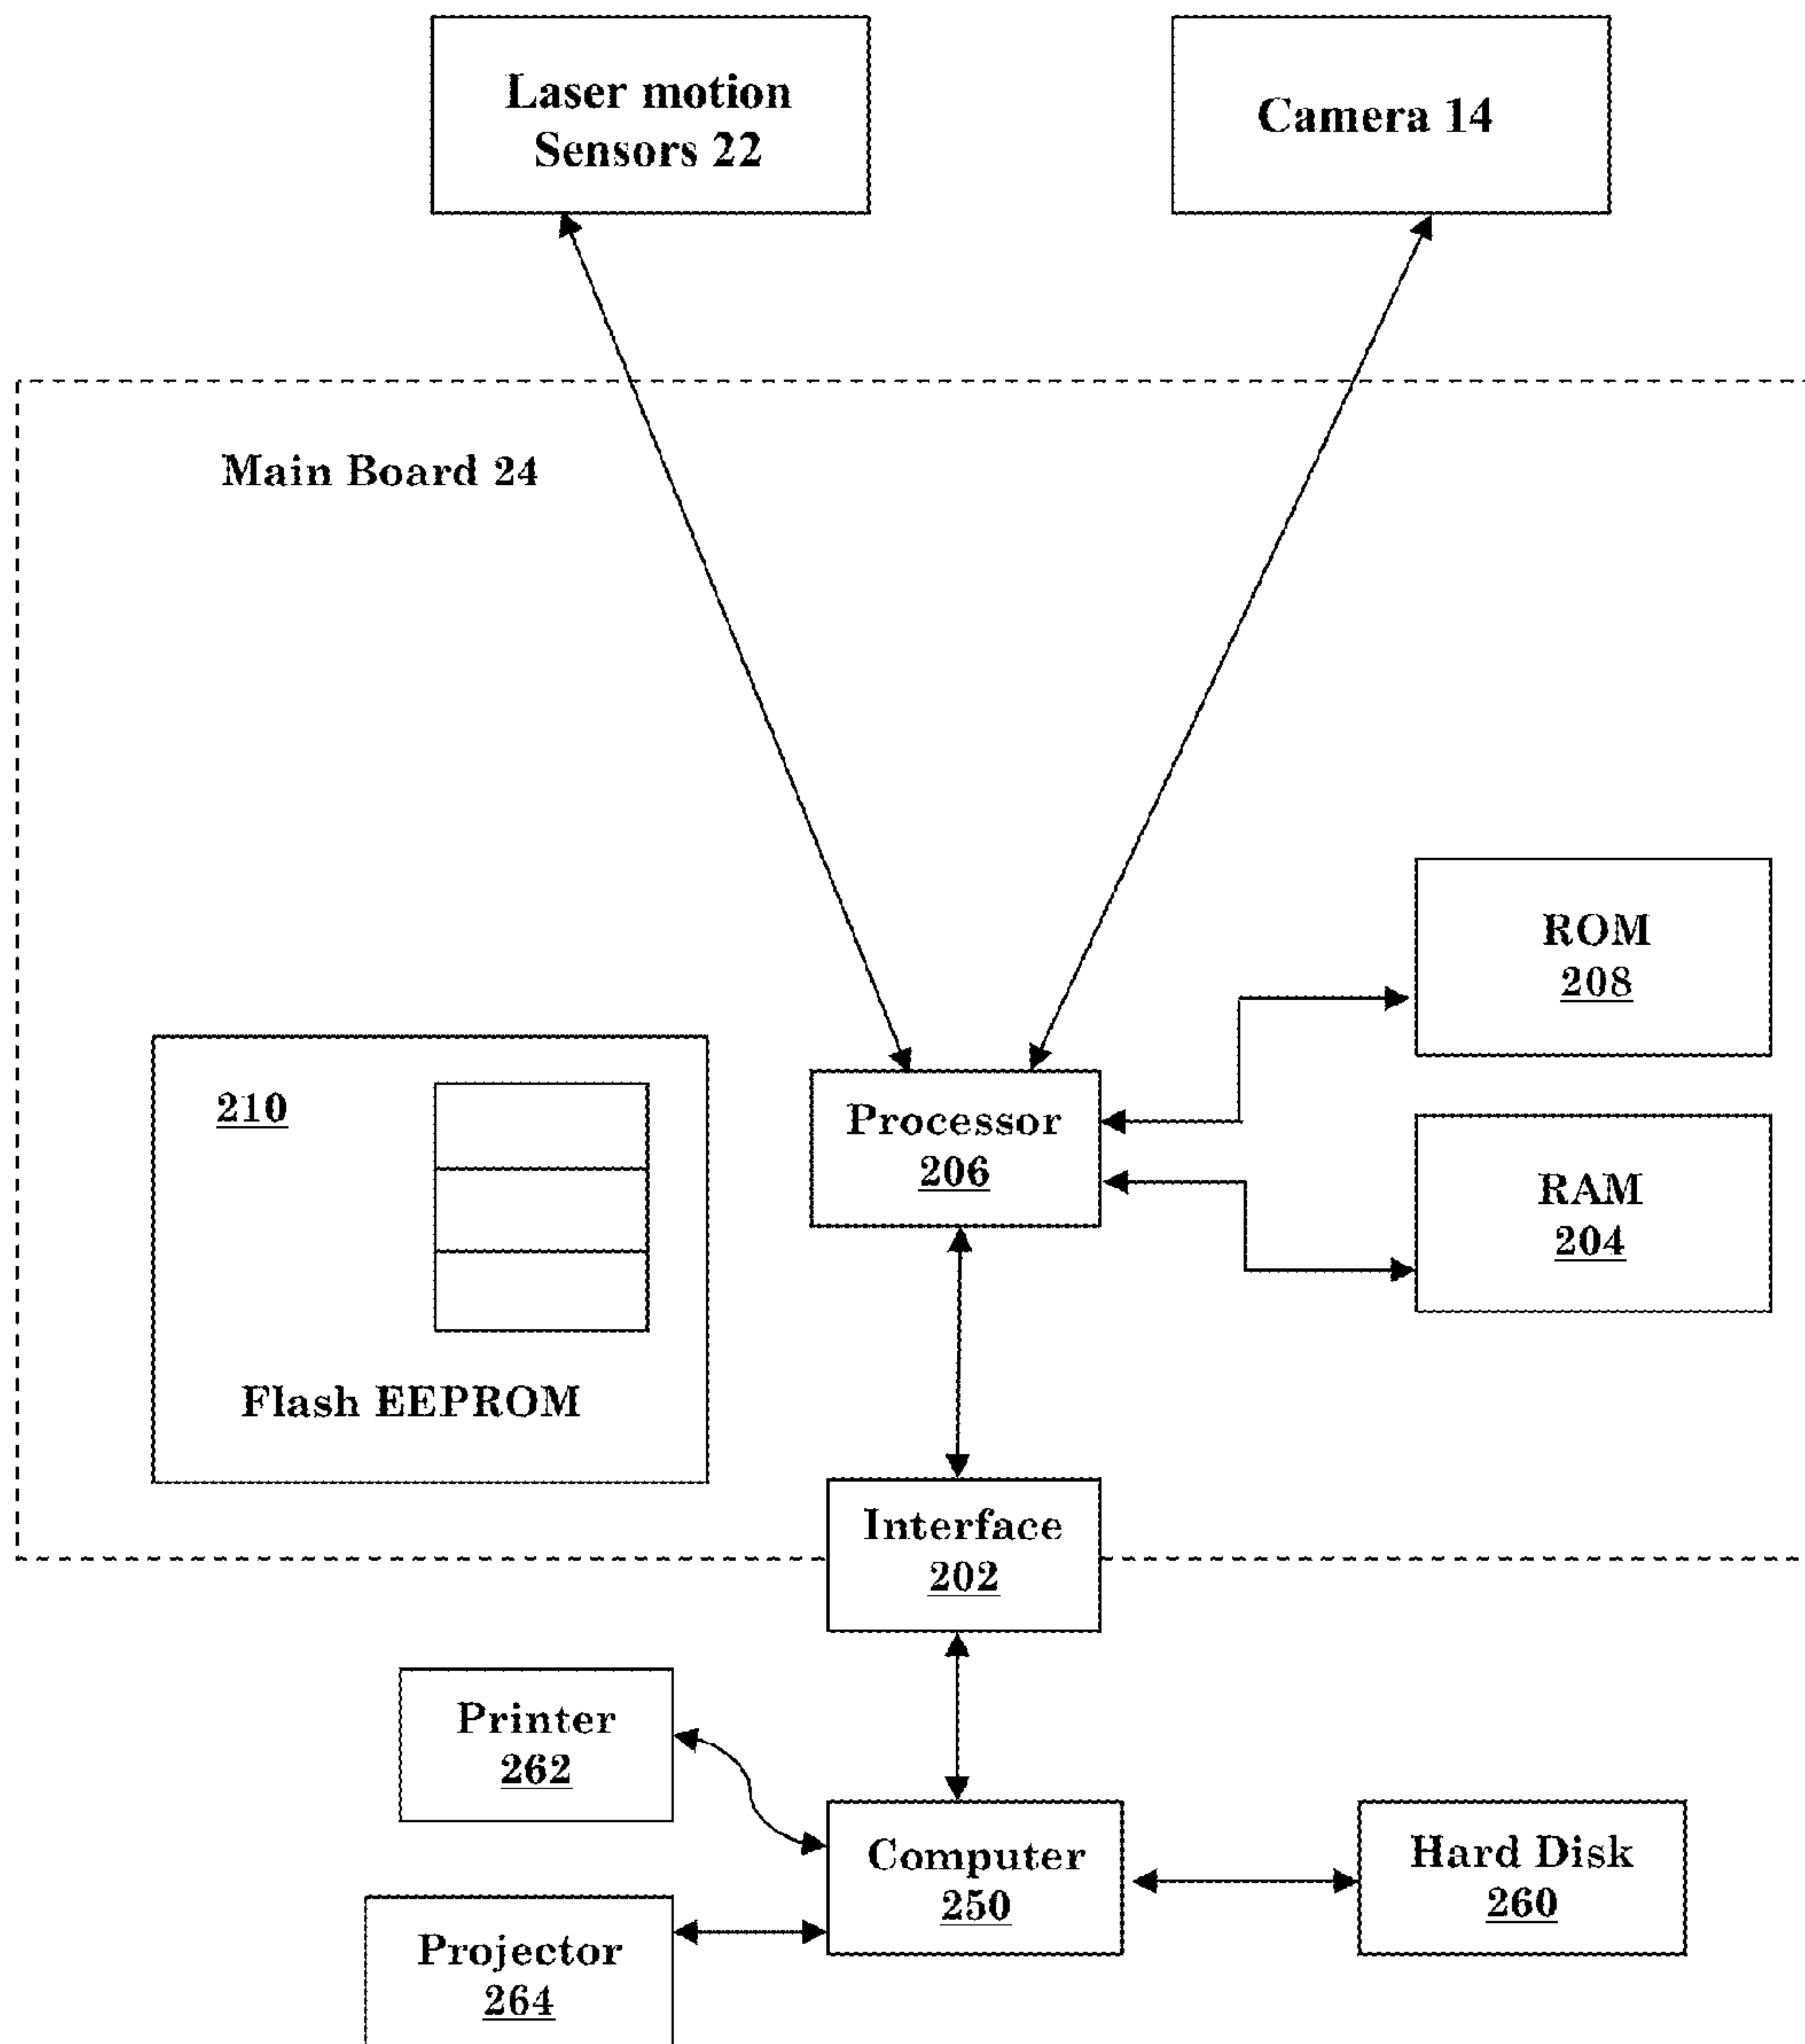 Laser motion
Sensors 22
Camera 14
Main Board 24
ROM
208
210
Flash EEPROM
Processor
206
RAM
204
Interface
202
Printer
262
Computer
250
Hard Disk
260
Projector
264